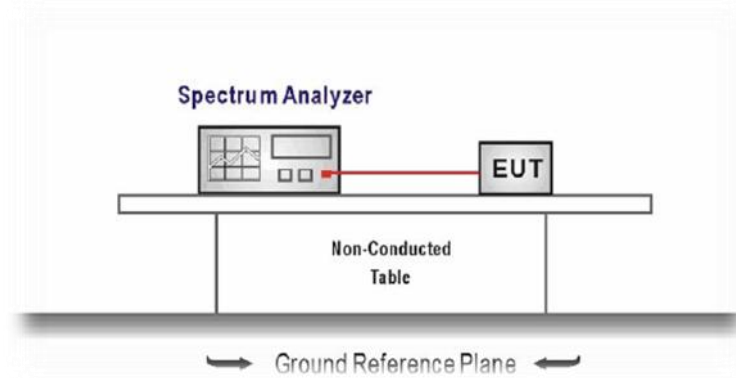 Spectrum Analyzer
EUT
Non-Conducted
Table
Ground Reference Plane